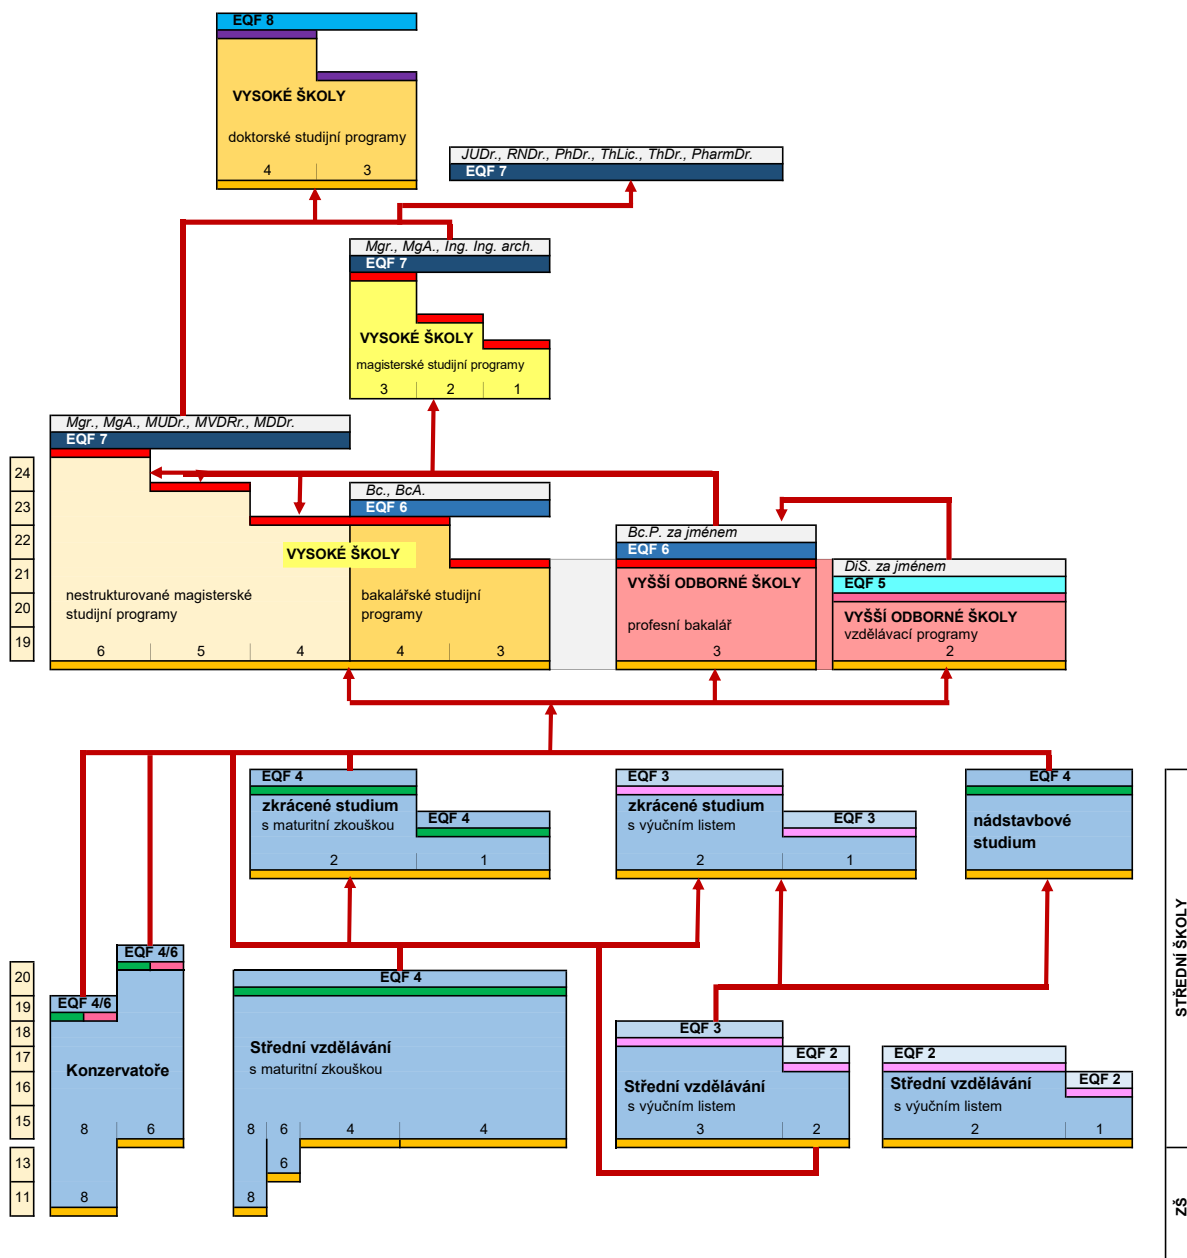 EQF 8
VYSOKÉ ŠKOLY
doktorské studijní programy
4 3
JUDr., RNDr., PhDr., ThLic., ThDr., PharmDr.
EQF 7
Mgr., MgA., Ing. Ing. arch.
EQF 7
VYSOKÉ ŠKOLY
magisterské studijní programy
3 2 1
Mgr., MgA., MUDr., MVDRr., MDDr.
EQF 7
24
23
22
21
20
19
Bc., BcA.
EQF 6
VYSOKÉ ŠKOLY
nestrukturované magisterské
studijní programy
6 5 4
bakalářské studijní
programy
4 3
Bc.P. za jménem
EQF 6
VYŠŠÍ ODBORNÉ ŠKOLY
profesní bakalář
3
DiS. za jménem
EQF 5
VYŠŠÍ ODBORNÉ ŠKOLY
vzdělávací programy
2
EQF 4
zkrácené studium
s maturitní zkouškou
EQF 4
2 1
EQF 3
zkrácené studium
s výučním listem
EQF 3
2 1
EQF 4
nádstavbové
studium
STŘEDNÍ ŠKOLY
ZŠ
20
19
18
17
16
15
13
11
EQF 4/6
EQF 4/6
Konzervatoře
8 6
8
EQF 4
Střední vzdělávání
s maturitní zkouškou
8 6 4 4
6
8
EQF 3
EQF 2
Střední vzdělávání
s výučním listem
3 2
EQF 2
EQF 2
Střední vzdělávání
s výučním listem
2 1